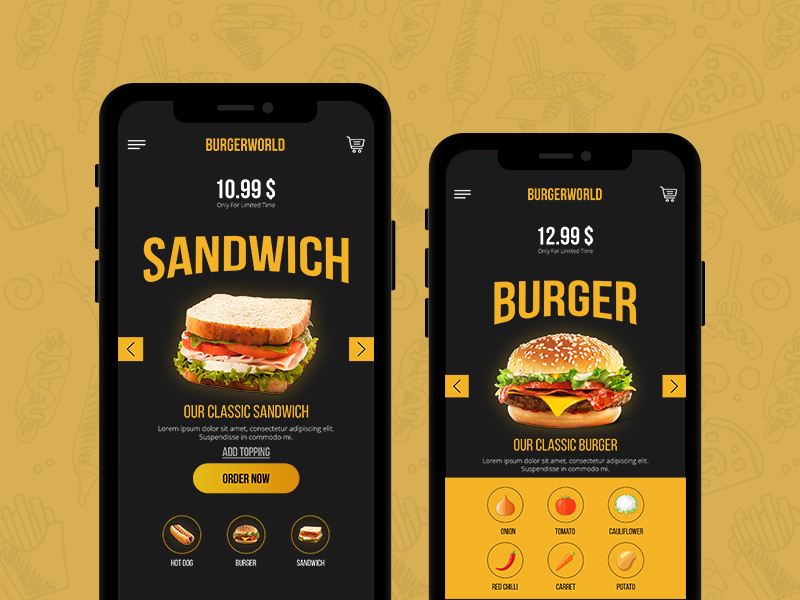 BURGERWORLD
10.99 $
Only For Limited Time
SANDWICH
OUR CLASSIC SANDWICH
Lorem ipsum dolor sit amet, consectetur adipiscing elit.
Suspendisse in commodo mi.
ADD TOPPING
ORDER NOW
HOT DOG
BURGER
SANDWICH
BURGERWORLD
12.99 $
Only For Limited Time
BURGER
OUR CLASSIC BURGER
Lorem ipsum dolor sit amet, consectetur adipiscing elit.
Suspendisse in commodo mi.
ONION
TOMATO
CAULIFLOWER
RED CHILLI
CARRET
POTATO